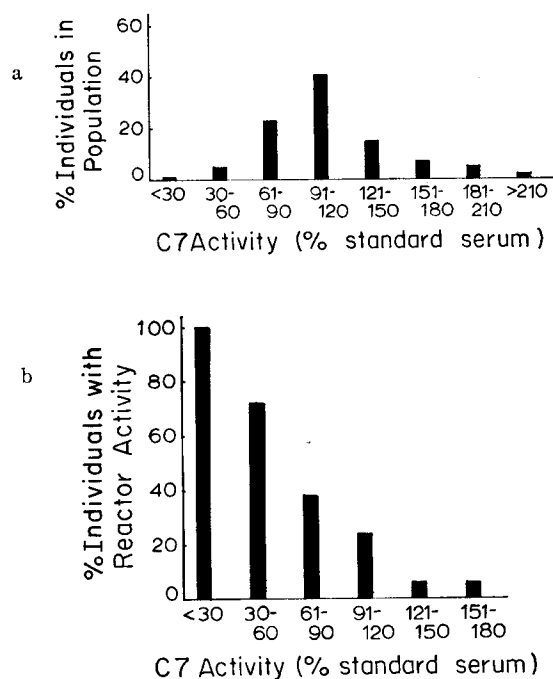 a
%Individuals in
Population
60
40
20
0
<30 30- 61- 91- 121- 151- 181- >210
60 90 120 150 180 210
C7 Activity (% standard serum)
b
%Individuals with
Reactor Activity
100
80
60
40
20
0
<30 30- 61- 91- 121- 151-
60 90 120 150 180
C7 Activity (% standard serum)